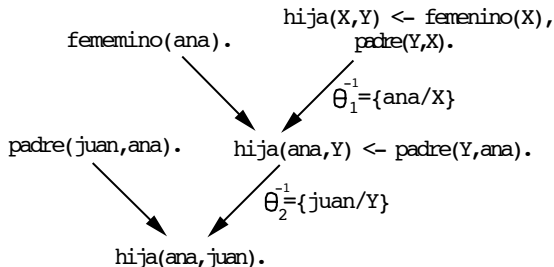 hija(X,Y) <- femenino(X),
padre(Y,X).
fememino(ana).
θ₁⁻¹={ana/X}
padre(juan,ana).
hija(ana,Y) <- padre(Y,ana).
θ₂⁻¹={juan/Y}
hija(ana,juan).